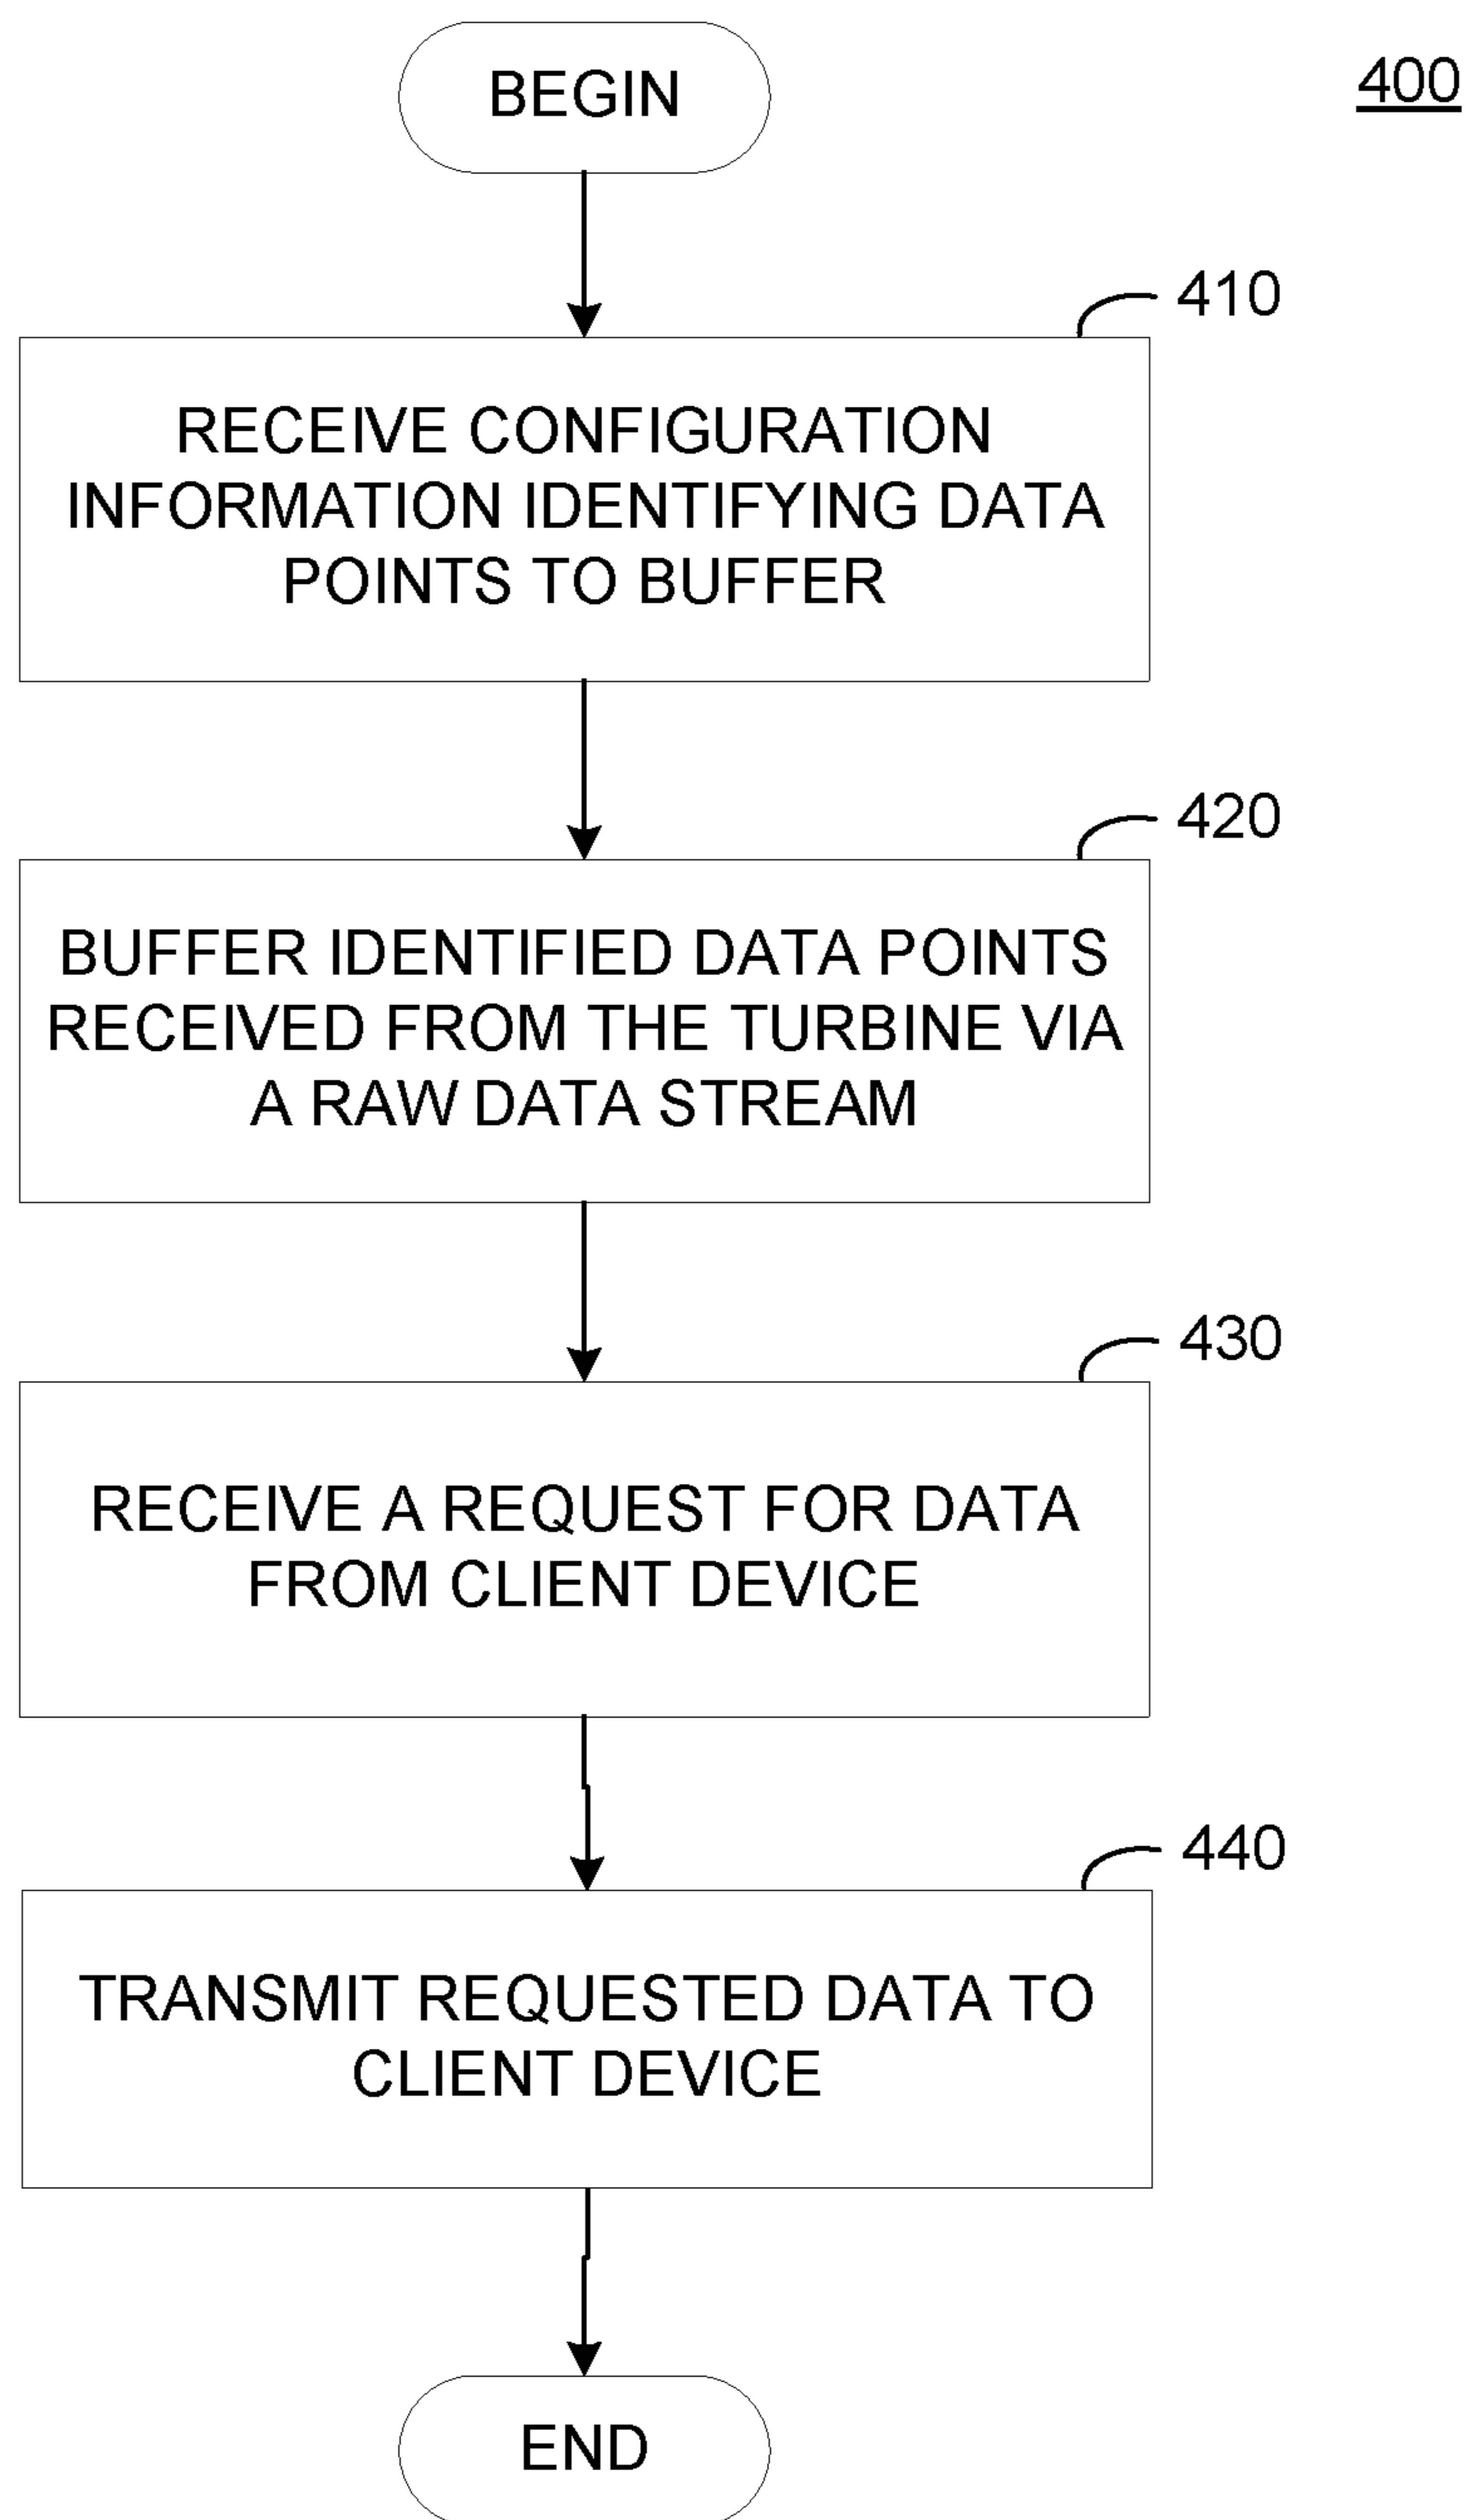 BEGIN
400
410
RECEIVE CONFIGURATION
INFORMATION IDENTIFYING DATA
POINTS TO BUFFER
420
BUFFER IDENTIFIED DATA POINTS
RECEIVED FROM THE TURBINE VIA
A RAW DATA STREAM
430
RECEIVE A REQUEST FOR DATA
FROM CLIENT DEVICE
440
TRANSMIT REQUESTED DATA TO
CLIENT DEVICE
END